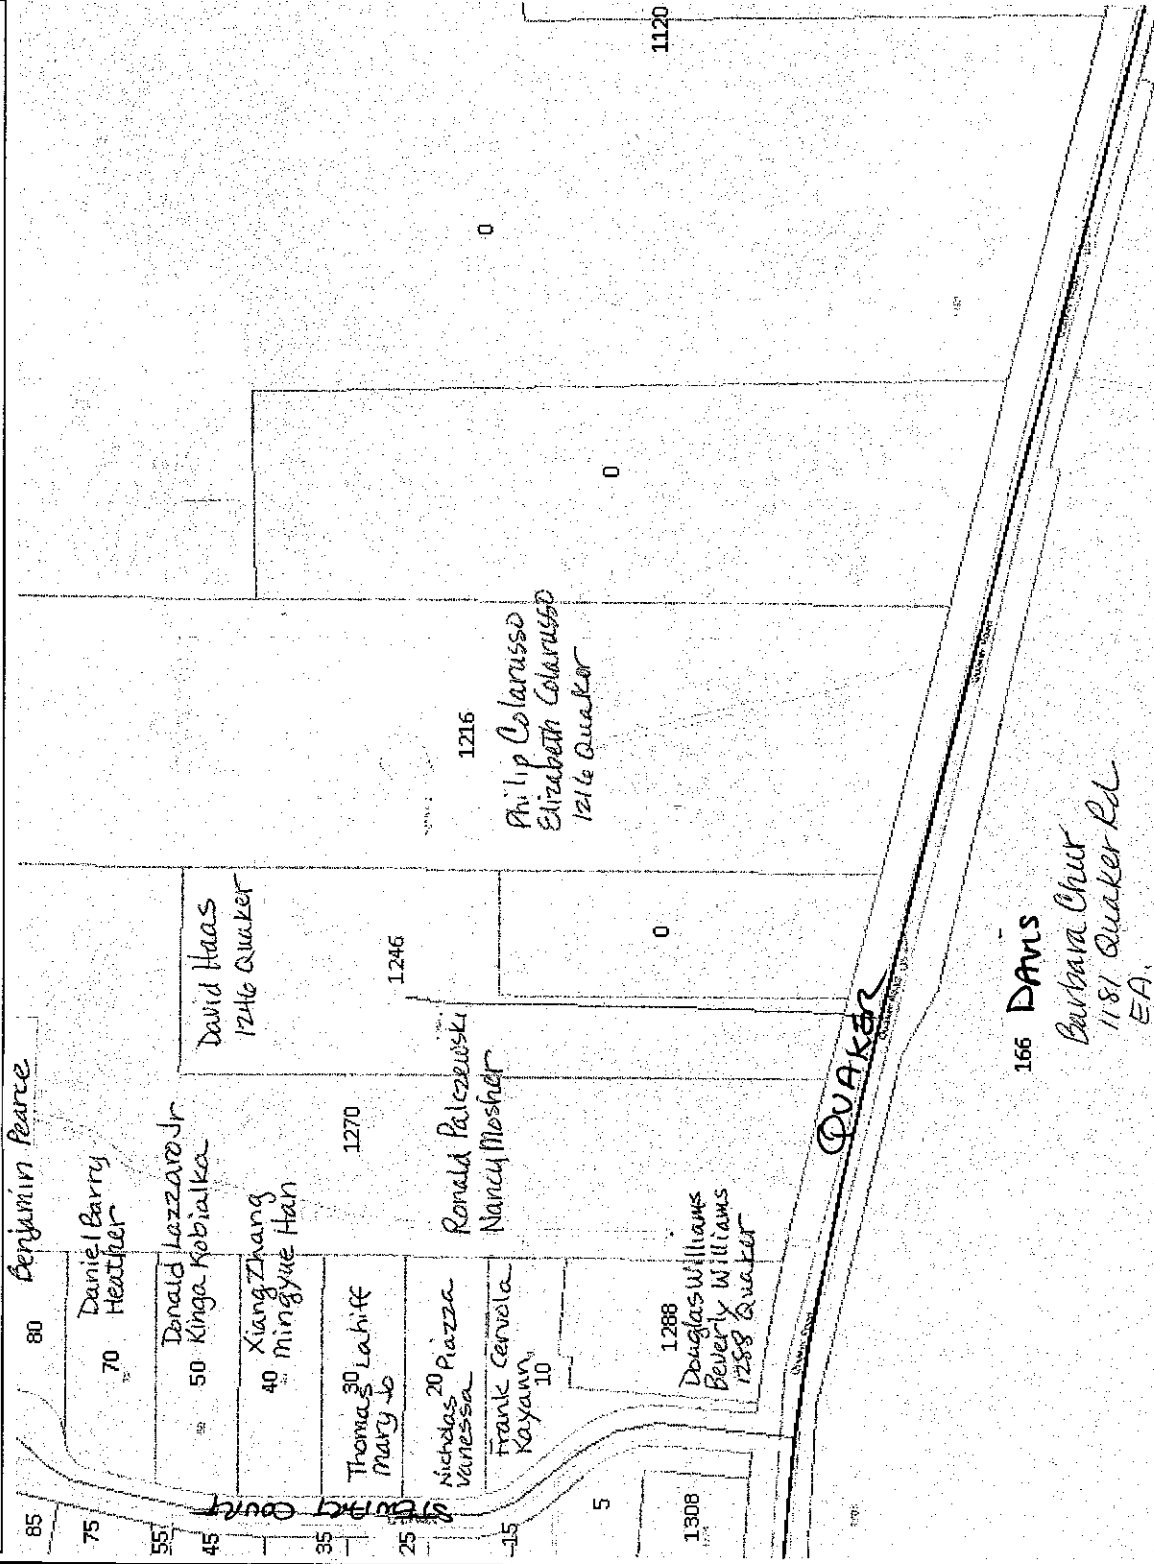 85
75
55
45
35
25
15
5
1308
80
Benjamin Pearce
70
Daniel Barry
Heather
Donald Lazzaro Jr
50 Kinga Kobialka
Xiang Zhang
40 Mingyue Han
Thomas 30 Lahiff
Mary Jo
Nicholas 20 Piazza
Vanessa
Frank Cervola
Kayann
10
1288
Douglas Williams
Beverly Williams
1288 Quaker
STEWART COURT
1270
Ronald Palczewski
Nancy Mosher
David Haas
1246 Quaker
1246
0
1216
Philip Colarusso
Elizabeth Colarusso
1216 Quaker
0
0
1120
QUAKER
166 DAVIS
Barbara Chur
1181 Quaker Rd.
EA.